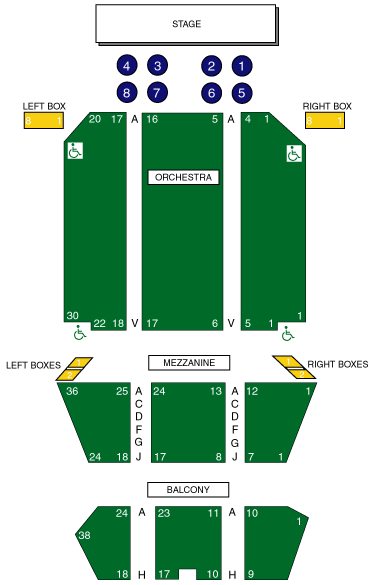 STAGE
4 3 2 1
8 7 6 5
LEFT BOX RIGHT BOX
8 1 8 1
20 17 A 16 5 A 4 1
ORCHESTRA
30 1
22 18 V 17 6 V 5 1
LEFT BOXES 1 MEZZANINE 1 RIGHT BOXES
2 2
36 25 A 24 13 A 12 1
C C
D D
F F
G G
24 18 J 17 8 J 7 1
BALCONY
24 A 23 11 A 10 1
38
18 H 17 10 H 9